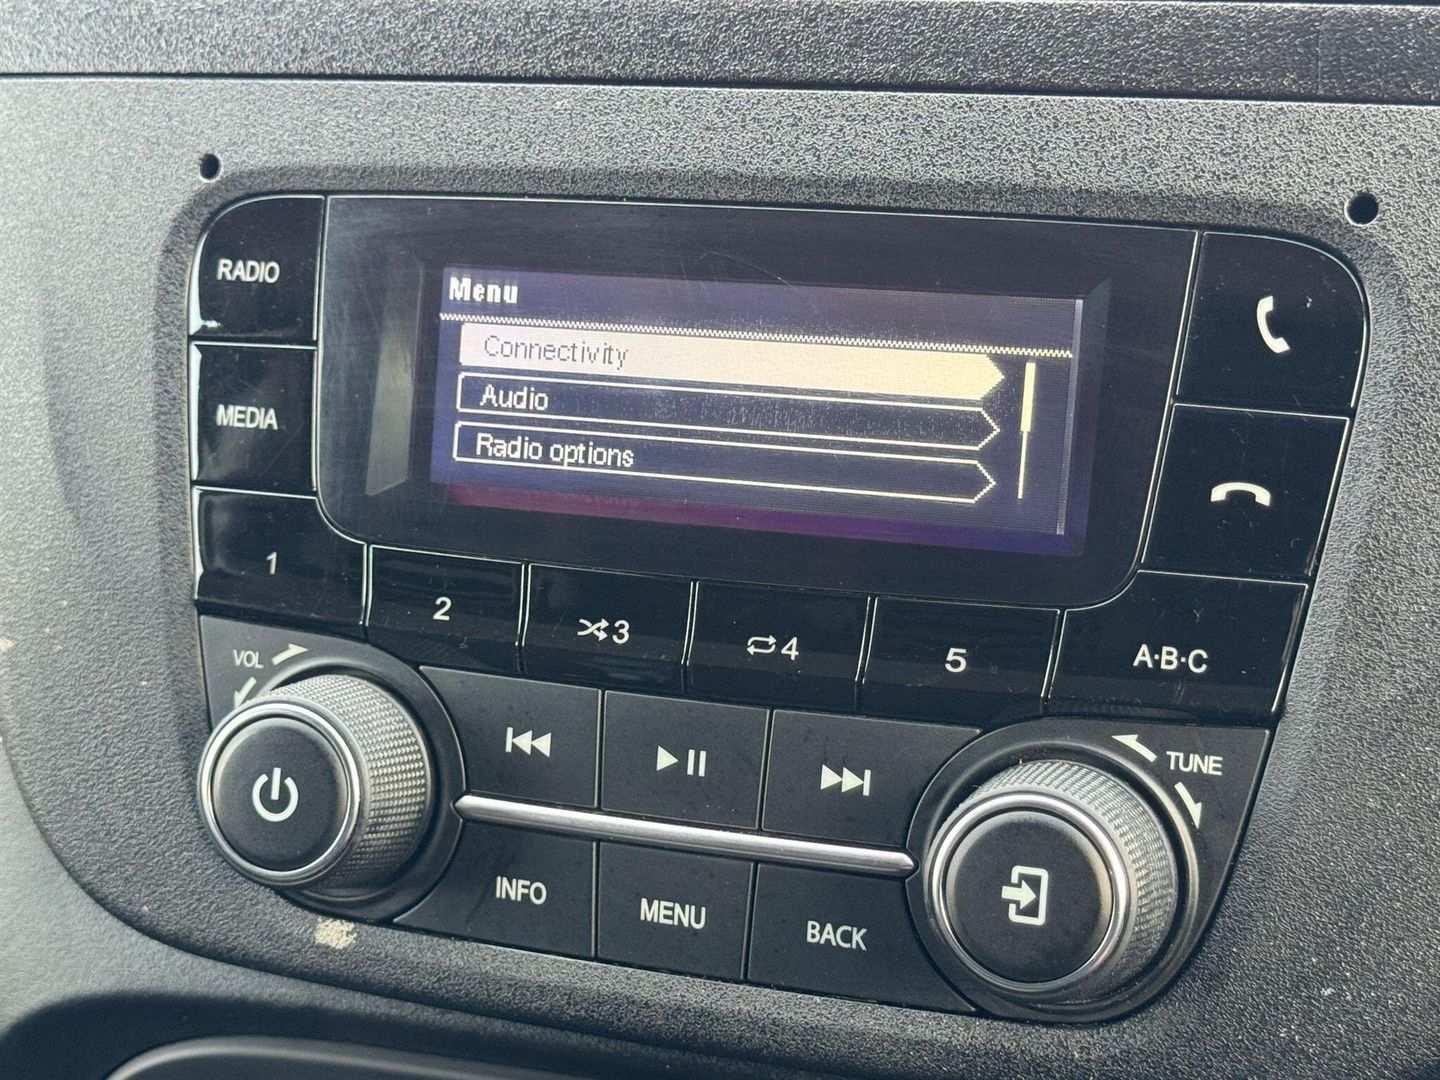 RADIO
Menu
Connectivity
Audio
Radio options
MEDIA
1
2
3
4
5
A·B·C
VOL
TUNE
INFO
MENU
BACK